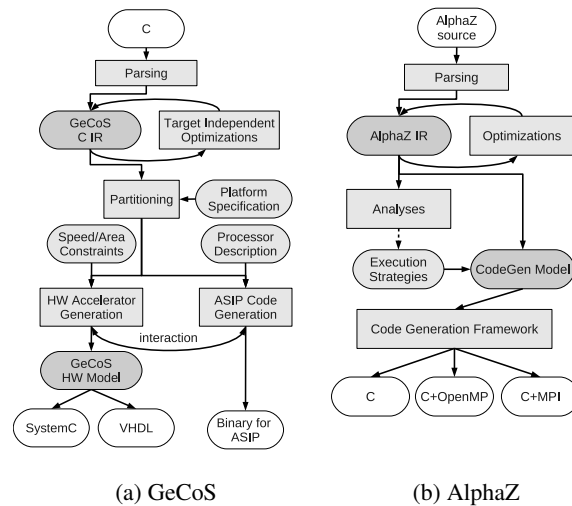 C
Parsing
GeCoS
C IR
Target Independent
Optimizations
Partitioning
Platform
Specification
Speed/Area
Constraints
Processor
Description
HW Accelerator
Generation
ASIP Code
Generation
interaction
GeCoS
HW Model
SystemC
VHDL
Binary for
ASIP
(a) GeCoS
AlphaZ
source
Parsing
AlphaZ IR
Optimizations
Analyses
Execution
Strategies
CodeGen Model
Code Generation Framework
C
C+OpenMP
C+MPI
(b) AlphaZ